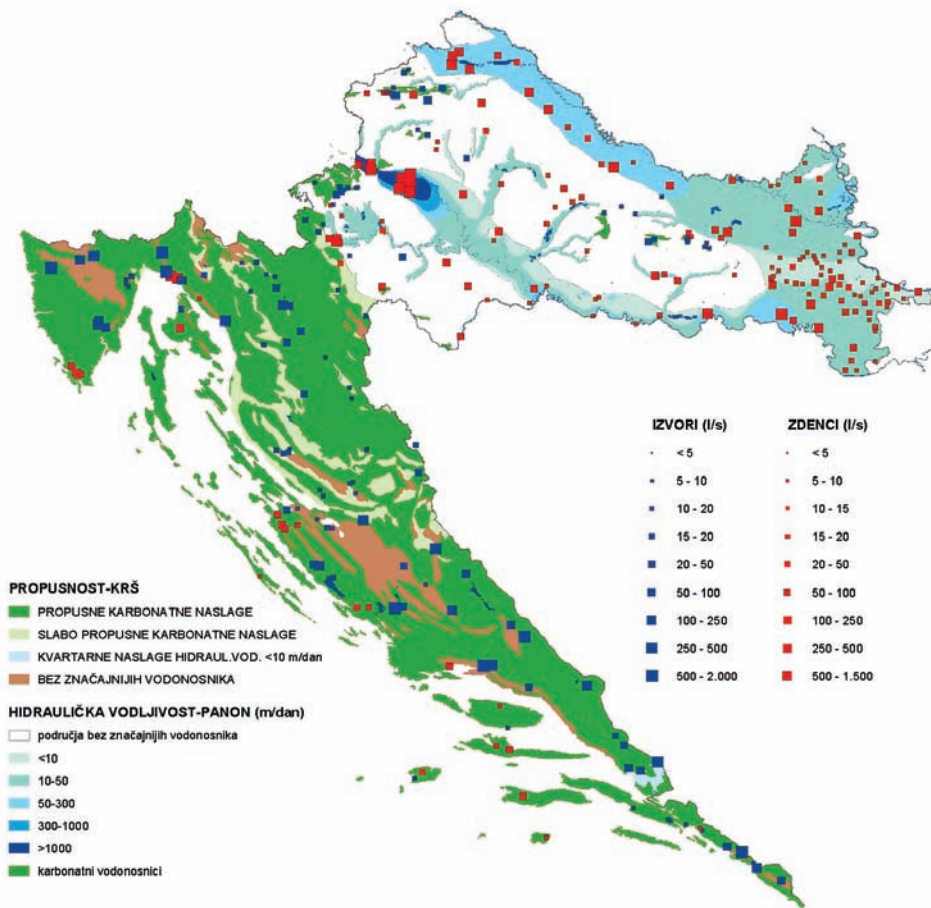 IZVORI (l/s)
< 5
5 - 10
10 - 20
15 - 20
20 - 50
50 - 100
100 - 250
250 - 500
500 - 2.000
ZDENCI (l/s)
< 5
5 - 10
10 - 15
15 - 20
20 - 50
50 - 100
100 - 250
250 - 500
500 - 1.500
PROPUSNOST-KRŠ
PROPUSNE KARBONATNE NASLAGE
SLABO PROPUSNE KARBONATNE NASLAGE
KVARTARNE NASLAGE HIDRAUL.VOD. <10 m/dan
BEZ ZNAČAJNIJIH VODONOSNIKA
HIDRAULIČKA VODLJIVOST-PANON (m/dan)
područja bez značajnijih vodonosnika
<10
10-50
50-300
300-1000
>1000
karbonatni vodonosnici